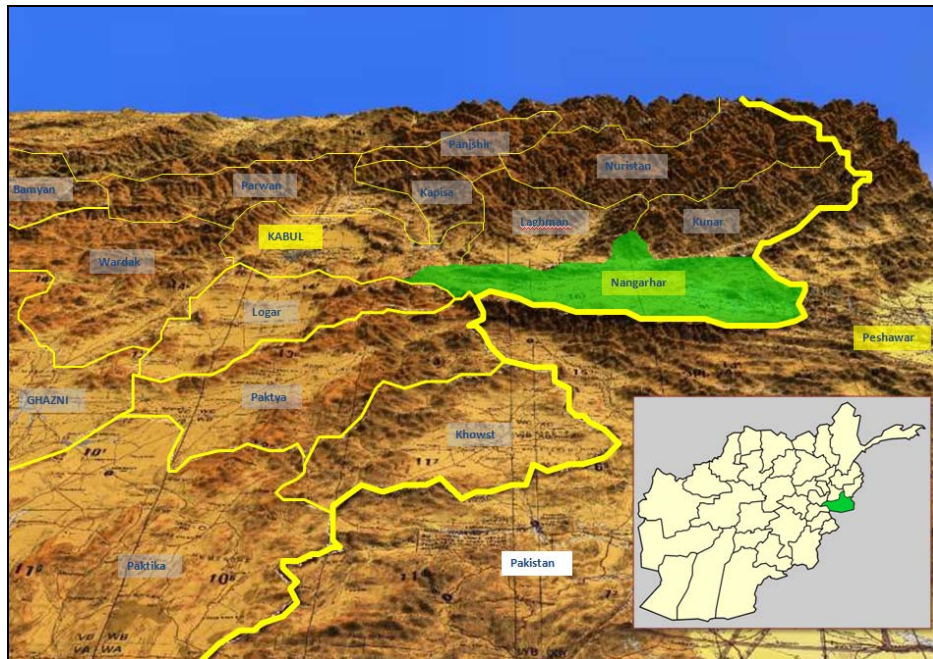 Panjshir
Nuristan
Bamyan
Parwan
Kapisa
Laghman
Kunar
KABUL
Wardak
Nangarhar
Logar
Peshawar
GHAZNI
Paktya
Khowst
Pakistan
Paktika